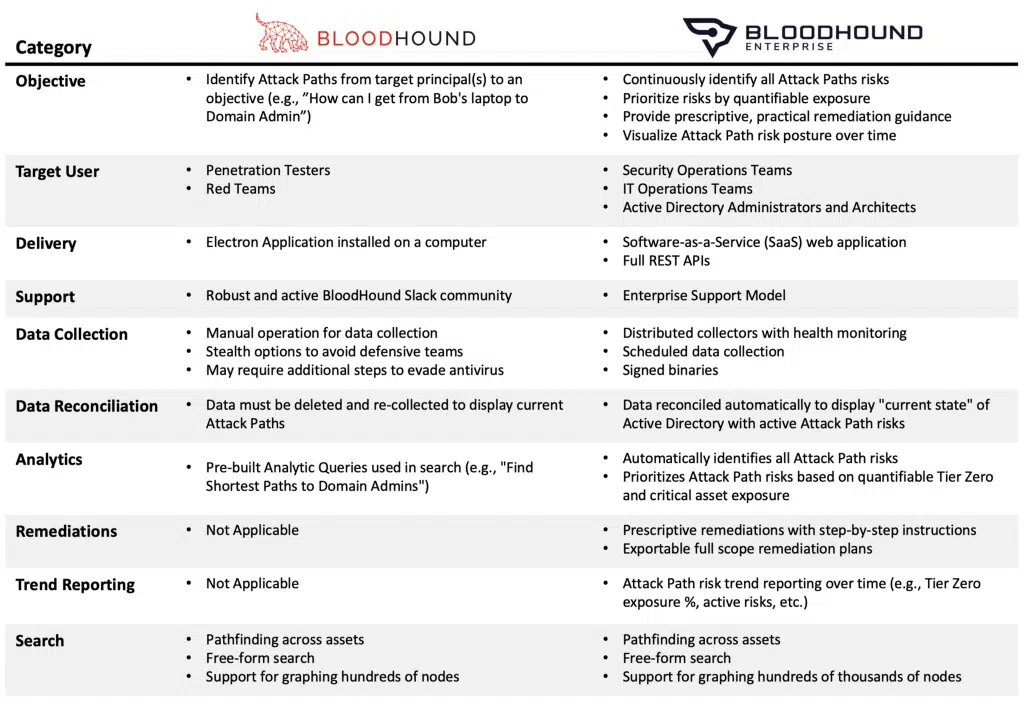 Category
BLOODHOUND
BLOODHOUND
ENTERPRISE
Objective
• Identify Attack Paths from target principal(s) to an
objective (e.g., ”How can I get from Bob's laptop to
Domain Admin”)
• Continuously identify all Attack Paths risks
• Prioritize risks by quantifiable exposure
• Provide prescriptive, practical remediation guidance
• Visualize Attack Path risk posture over time
Target User
• Penetration Testers
• Red Teams
• Security Operations Teams
• IT Operations Teams
• Active Directory Administrators and Architects
Delivery
• Electron Application installed on a computer
• Software-as-a-Service (SaaS) web application
• Full REST APIs
Support
• Robust and active BloodHound Slack community
• Enterprise Support Model
Data Collection
• Manual operation for data collection
• Stealth options to avoid defensive teams
• May require additional steps to evade antivirus
• Distributed collectors with health monitoring
• Scheduled data collection
• Signed binaries
Data Reconciliation
• Data must be deleted and re-collected to display current
Attack Paths
• Data reconciled automatically to display "current state" of
Active Directory with active Attack Path risks
Analytics
• Pre-built Analytic Queries used in search (e.g., "Find
Shortest Paths to Domain Admins")
• Automatically identifies all Attack Path risks
• Prioritizes Attack Path risks based on quantifiable Tier Zero
and critical asset exposure
Remediations
• Not Applicable
• Prescriptive remediations with step-by-step instructions
• Exportable full scope remediation plans
Trend Reporting
• Not Applicable
• Attack Path risk trend reporting over time (e.g., Tier Zero
exposure %, active risks, etc.)
Search
• Pathfinding across assets
• Free-form search
• Support for graphing hundreds of nodes
• Pathfinding across assets
• Free-form search
• Support for graphing hundreds of thousands of nodes